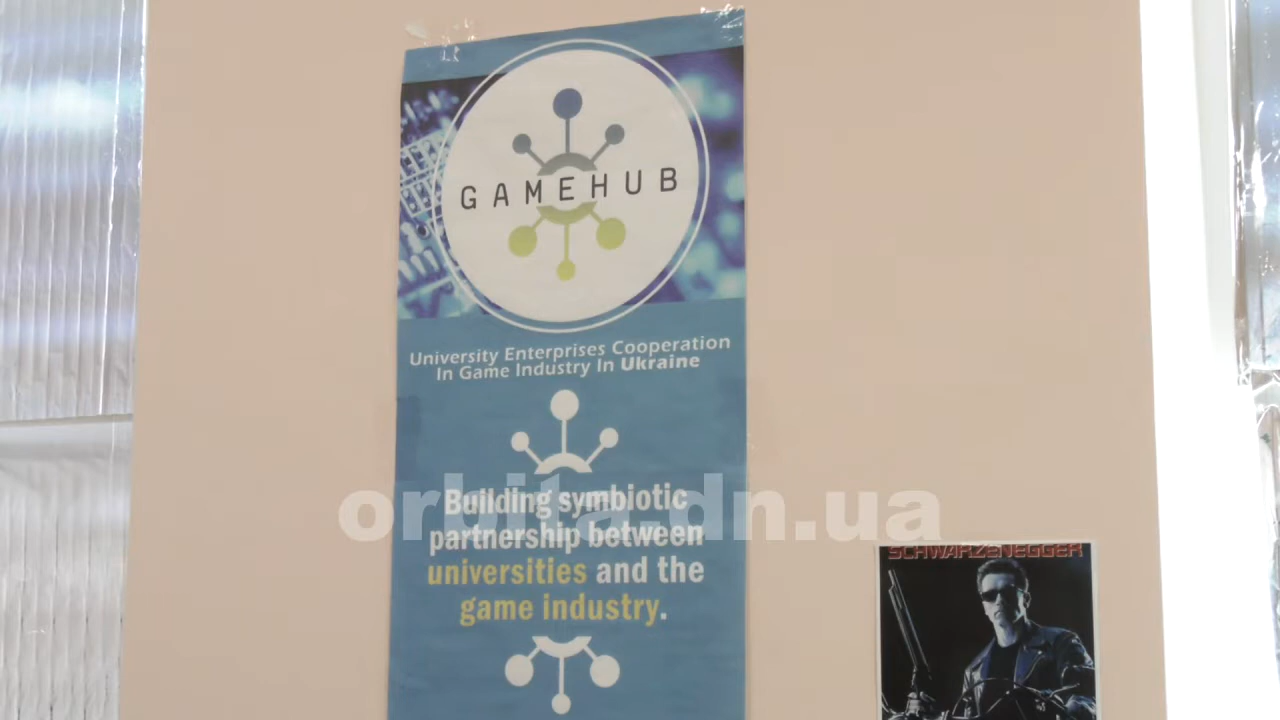 GAMEHUB
University Enterprises Cooperation
In Game Industry In Ukraine
Building symbiotic
partnership between
universities and the
game industry.
orbita.dn.ua
SCHWARZENEGGER